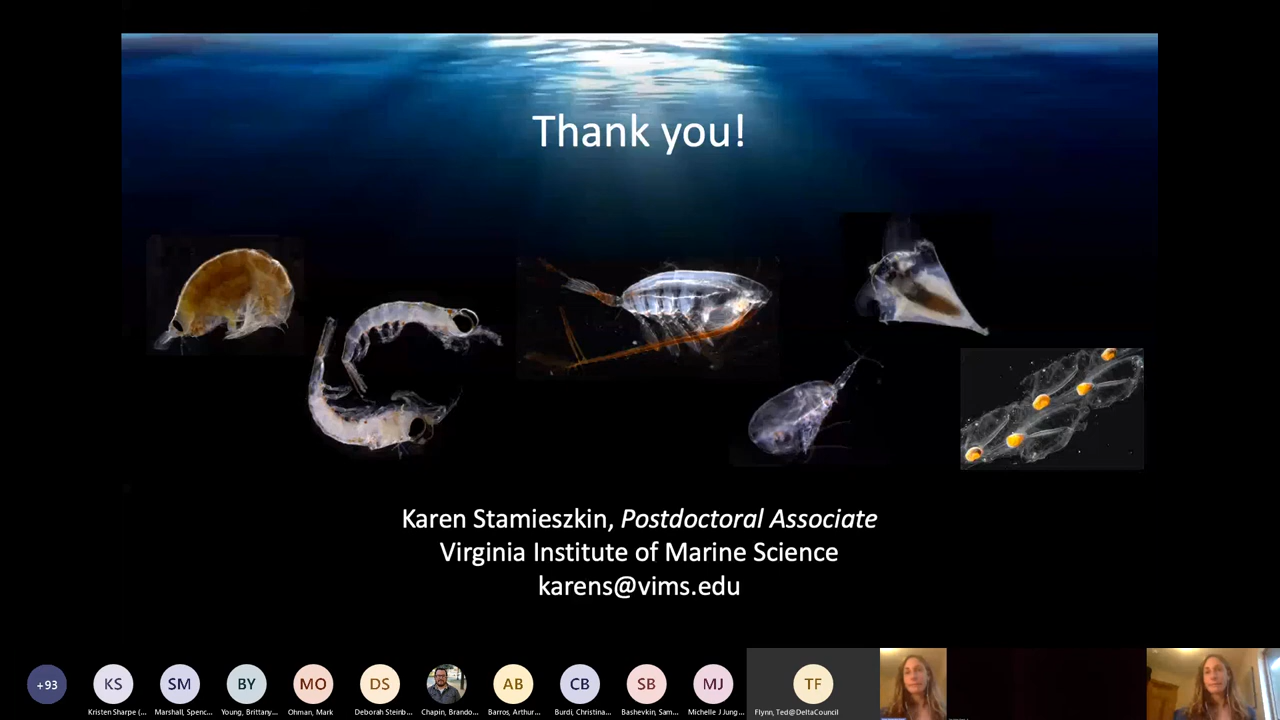 Thank you!
Karen Stamieszkin, Postdoctoral Associate
Virginia Institute of Marine Science
karens@vims.edu
+93
KS
SM
BY
MO
DS
AB
CB
SB
MJ
TF
Kristen Sharpe (...
Marshall, Spenc...
Young, Brittany...
Ohman, Mark
Deborah Steinb...
Chapin, Brando...
Barros, Arthur...
Burdi, Christina...
Bashevkin, Sam...
Michelle J Jung...
Flynn, Ted@DeltaCouncil